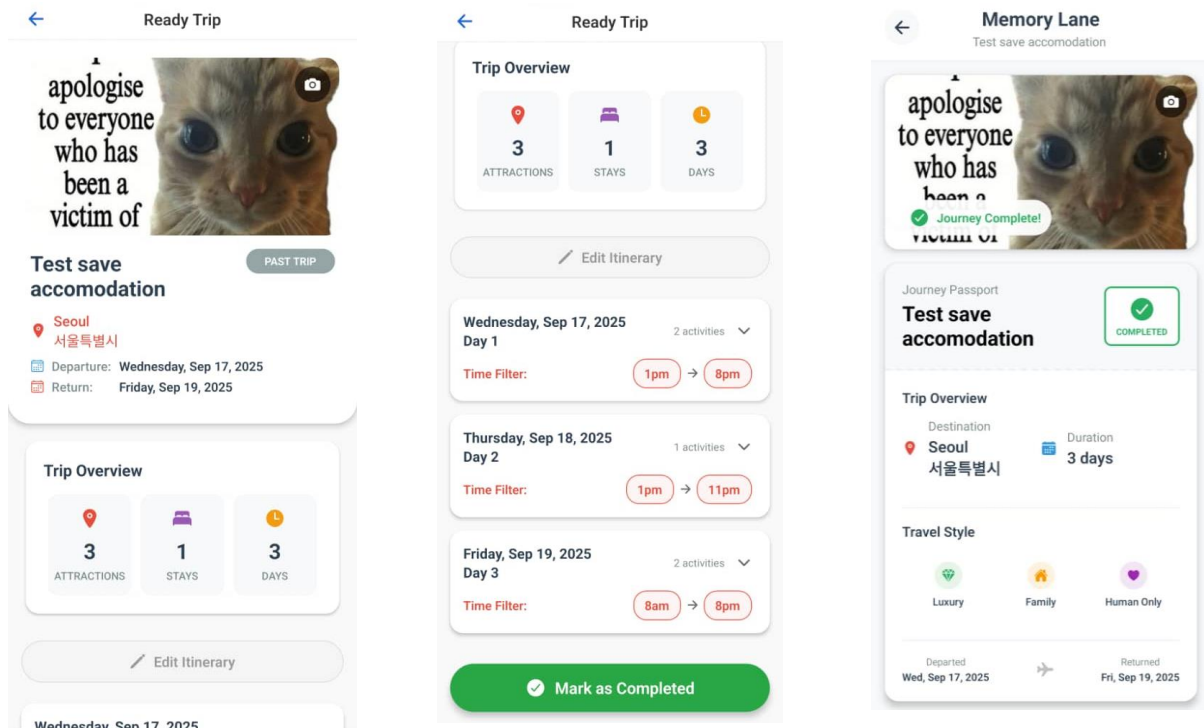 Ready Trip
apologise
to everyone
who has
been a
victim of
Test save
accomodation
PAST TRIP
Seoul
서울특별시
Departure: Wednesday, Sep 17, 2025
Return: Friday, Sep 19, 2025
Trip Overview
3
ATTRACTIONS
1
STAYS
3
DAYS
Edit Itinerary
Wednesday, Sep 17, 2025
Ready Trip
Trip Overview
3
ATTRACTIONS
1
STAYS
3
DAYS
Edit Itinerary
Wednesday, Sep 17, 2025
Day 1
2 activities
Time Filter: 1pm → 8pm
Thursday, Sep 18, 2025
Day 2
1 activities
Time Filter: 1pm → 11pm
Friday, Sep 19, 2025
Day 3
2 activities
Time Filter: 8am → 8pm
Mark as Completed
Memory Lane
Test save accomodation
apologise
to everyone
who has
been a
victim of
Journey Complete!
Journey Passport
Test save
accomodation
COMPLETED
Trip Overview
Destination
Seoul
서울특별시
Duration
3 days
Travel Style
Luxury
Family
Human Only
Departed
Wed, Sep 17, 2025
Returned
Fri, Sep 19, 2025